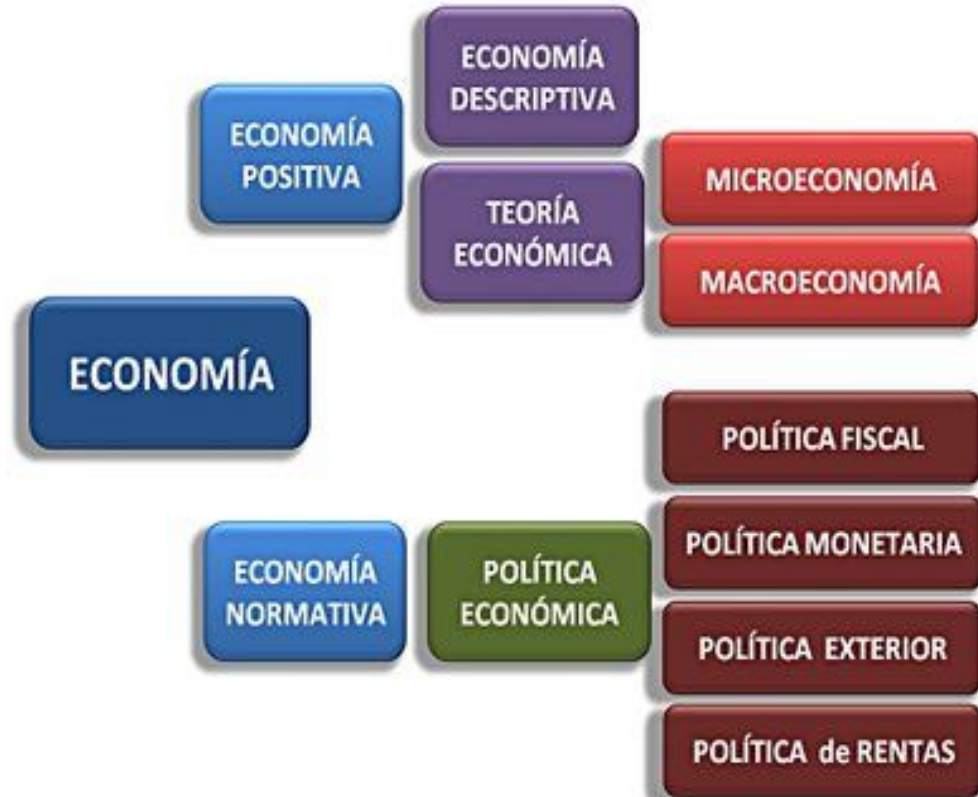 ECONOMÍA
DESCRIPTIVA
ECONOMÍA
POSITIVA
TEORÍA
ECONÓMICA
MICROECONOMÍA
MACROECONOMÍA
ECONOMÍA
POLÍTICA FISCAL
POLÍTICA MONETARIA
ECONOMÍA
NORMATIVA
POLÍTICA
ECONÓMICA
POLÍTICA EXTERIOR
POLÍTICA de RENTAS